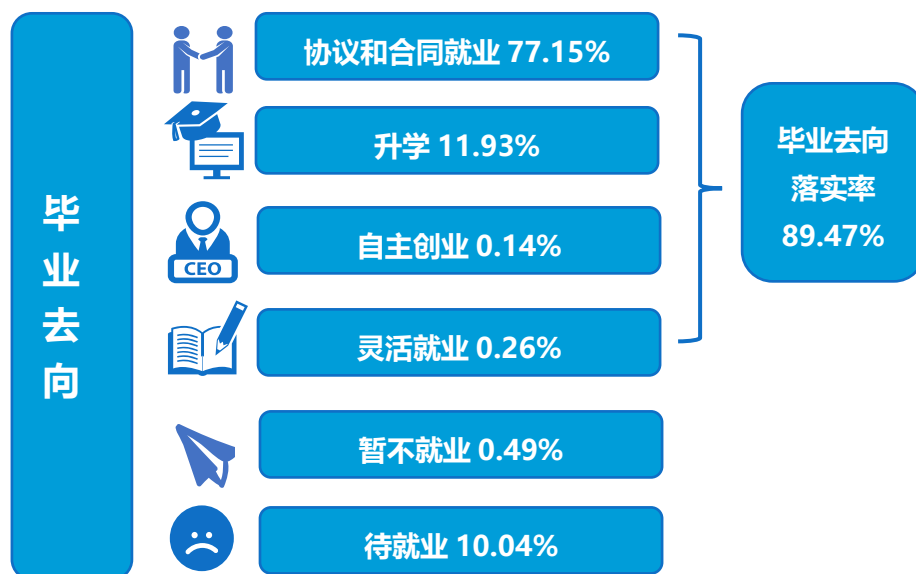 毕业去向
协议和合同就业 77.15%
升学 11.93%
CEO
自主创业 0.14%
灵活就业 0.26%
暂不就业 0.49%
待就业 10.04%
毕业去向
落实率
89.47%